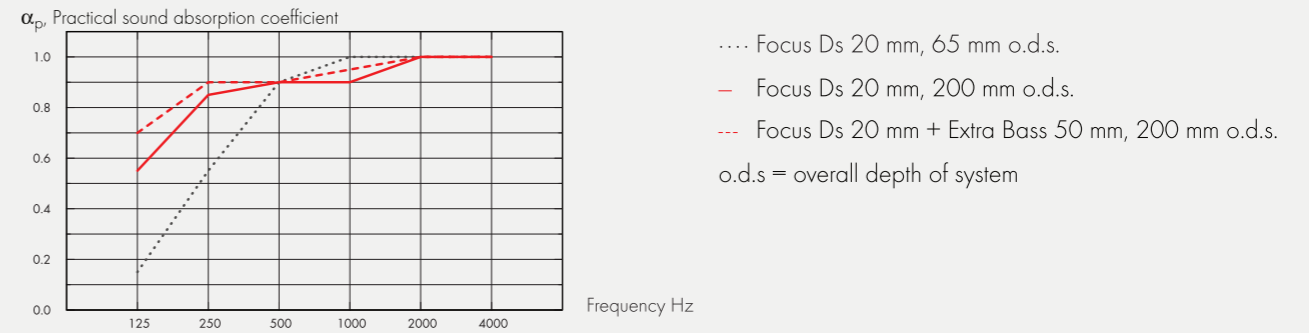 αp, Practical sound absorption coefficient
1.0
0.8
0.6
0.4
0.2
0.0
125 250 500 1000 2000 4000
Frequency Hz
Focus Ds 20 mm, 65 mm o.d.s.
Focus Ds 20 mm, 200 mm o.d.s.
Focus Ds 20 mm + Extra Bass 50 mm, 200 mm o.d.s.
o.d.s = overall depth of system